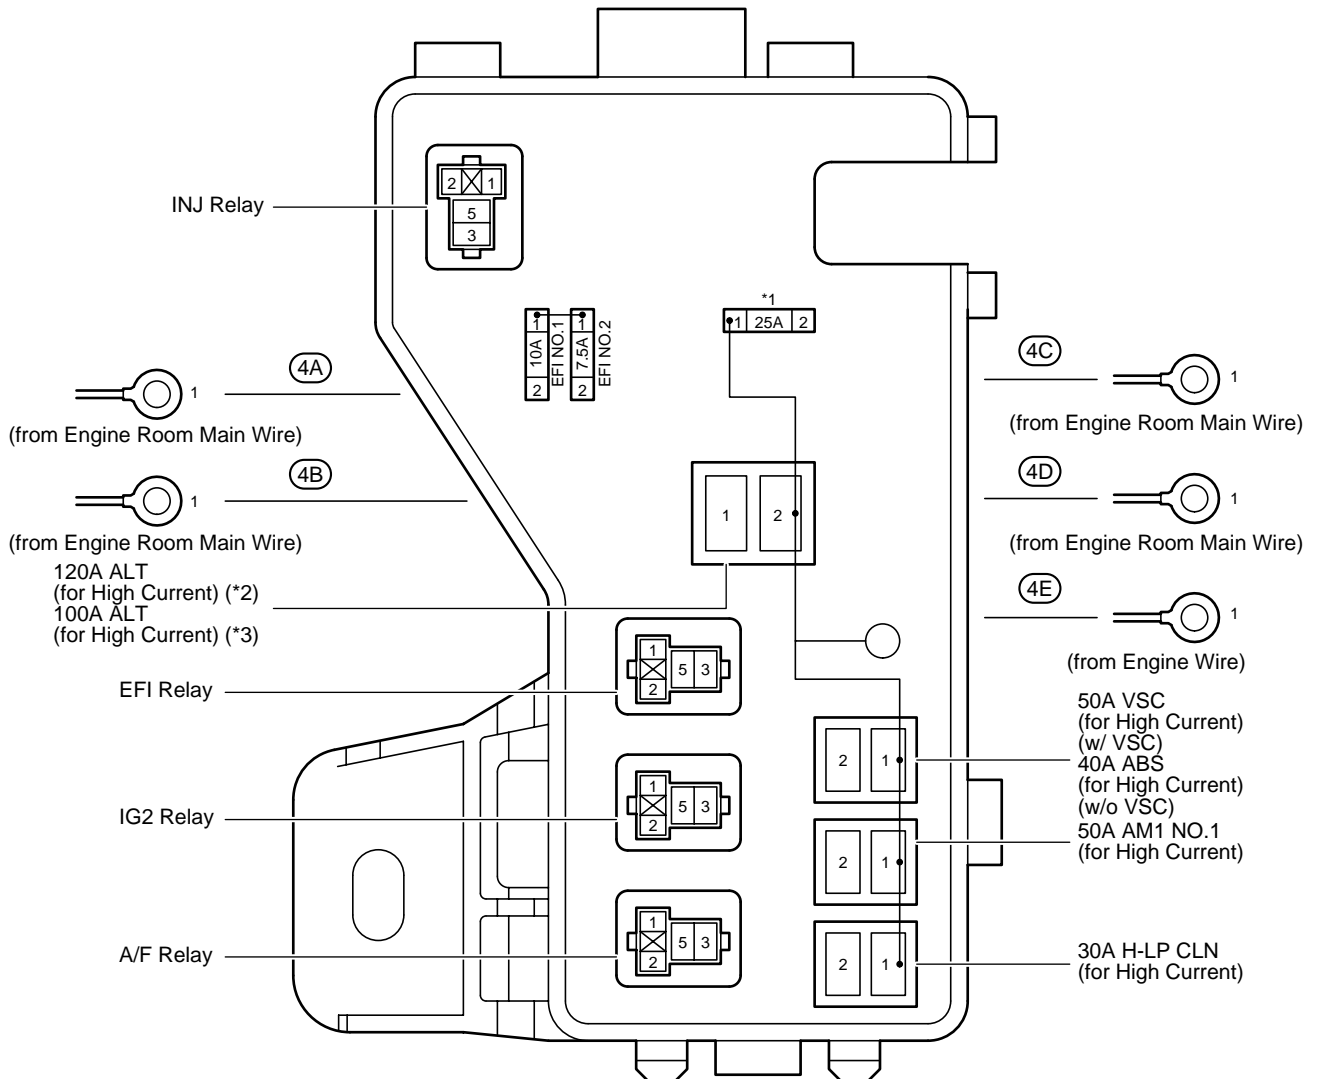 INJ Relay
2
1
5
3
*1
1
25A
2
1
10A
2
EFI NO.1
1
7.5A
2
EFI NO.2
4A
1
(from Engine Room Main Wire)
4B
1
(from Engine Room Main Wire)
120A ALT
(for High Current) (*2)
100A ALT
(for High Current) (*3)
1
2
4C
1
(from Engine Room Main Wire)
4D
1
(from Engine Room Main Wire)
4E
1
(from Engine Wire)
EFI Relay
1
2
5
3
IG2 Relay
1
2
5
3
A/F Relay
1
2
5
3
2
1
50A VSC
(for High Current)
(w/ VSC)
40A ABS
(for High Current)
(w/o VSC)
2
1
50A AM1 NO.1
(for High Current)
2
1
30A H-LP CLN
(for High Current)